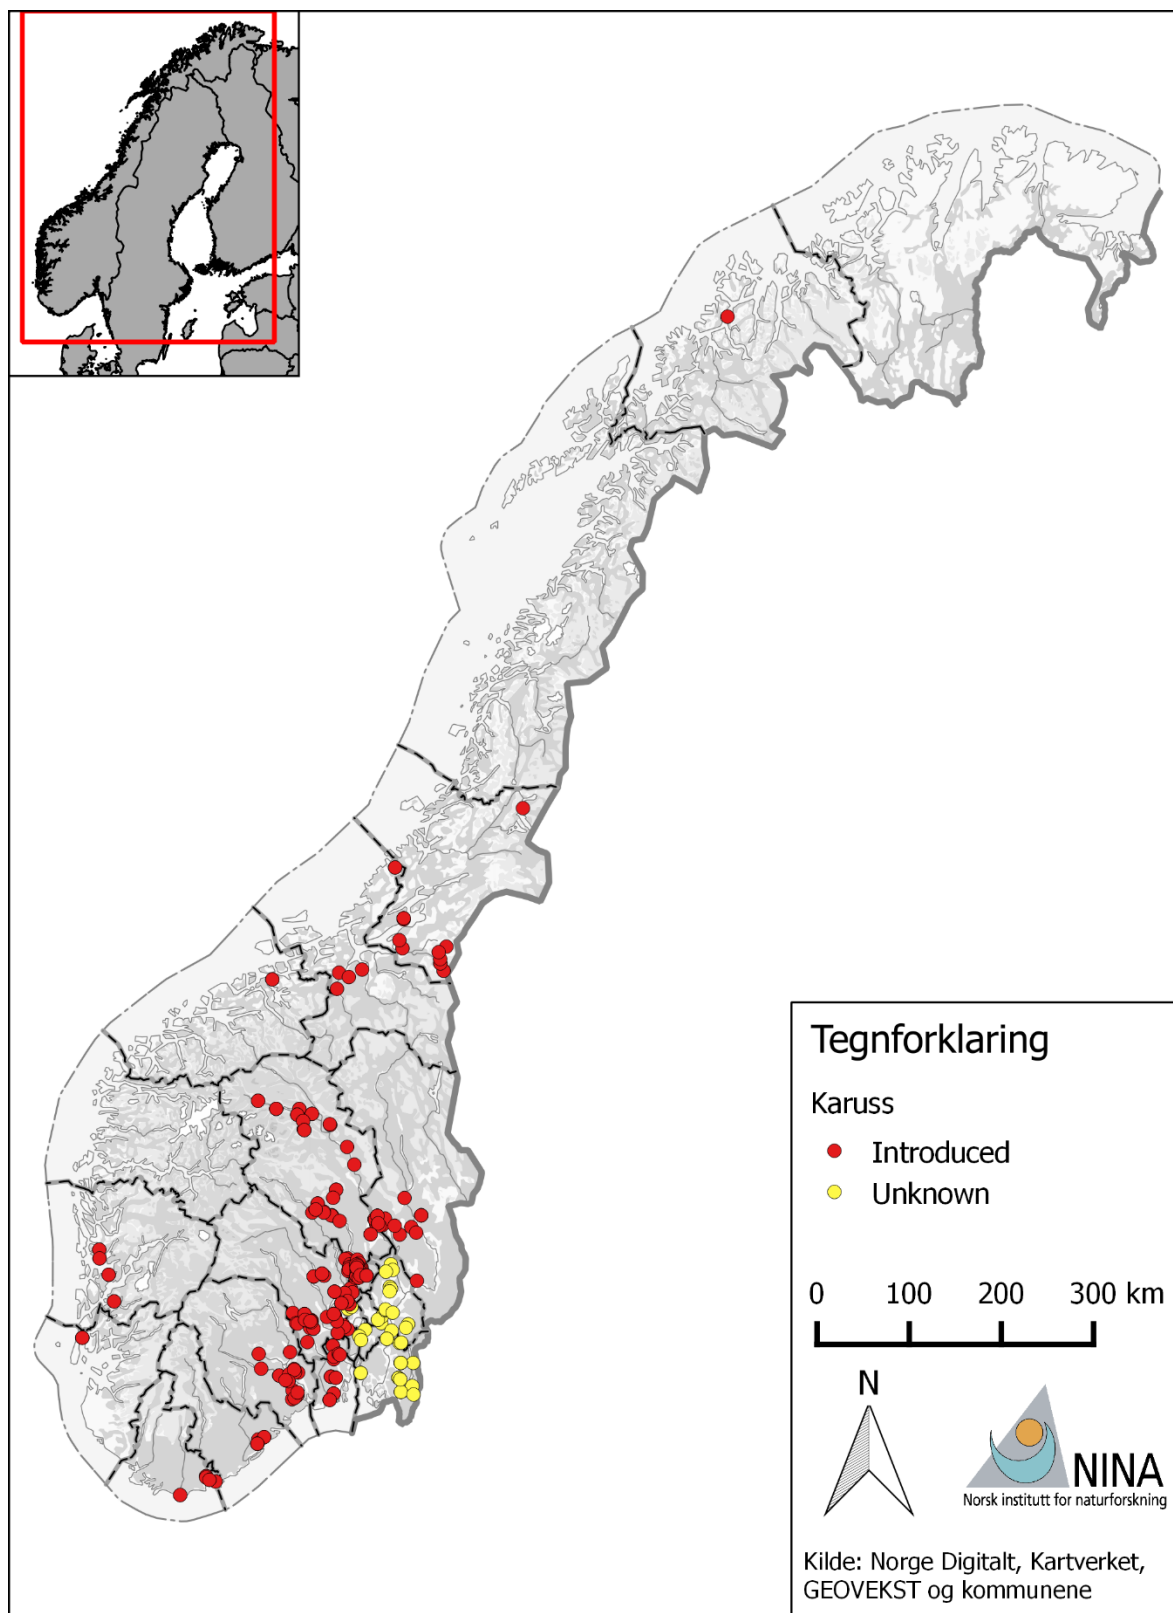 Tegnforklaring
Karuss
Introduced
Unknown
0 100 200 300 km
N
NINA
Norsk institutt for naturforskning
Kilde: Norge Digitalt, Kartverket,
GEOVEKST og kommunene